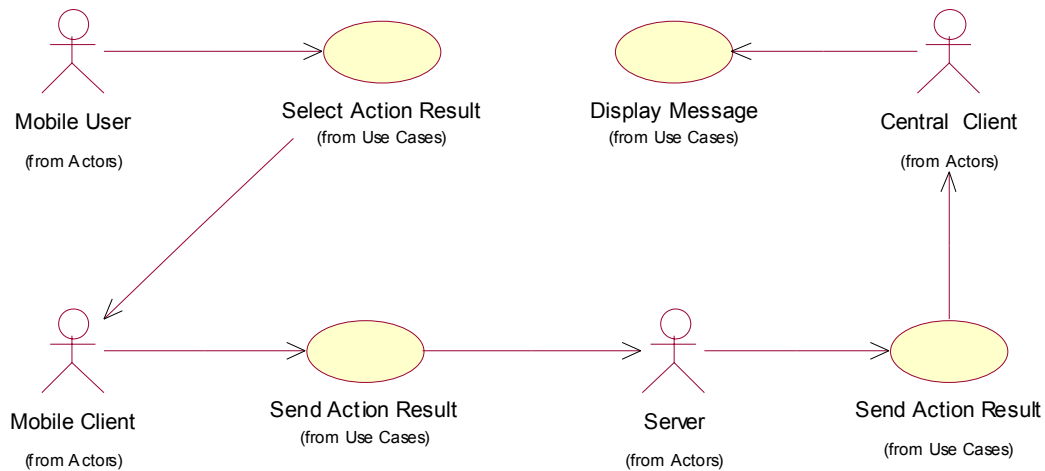 Mobile User
(from Actors)
Select Action Result
(from Use Cases)
Display Message
(from Use Cases)
Central Client
(from Actors)
Mobile Client
(from Actors)
Send Action Result
(from Use Cases)
Server
(from Actors)
Send Action Result
(from Use Cases)